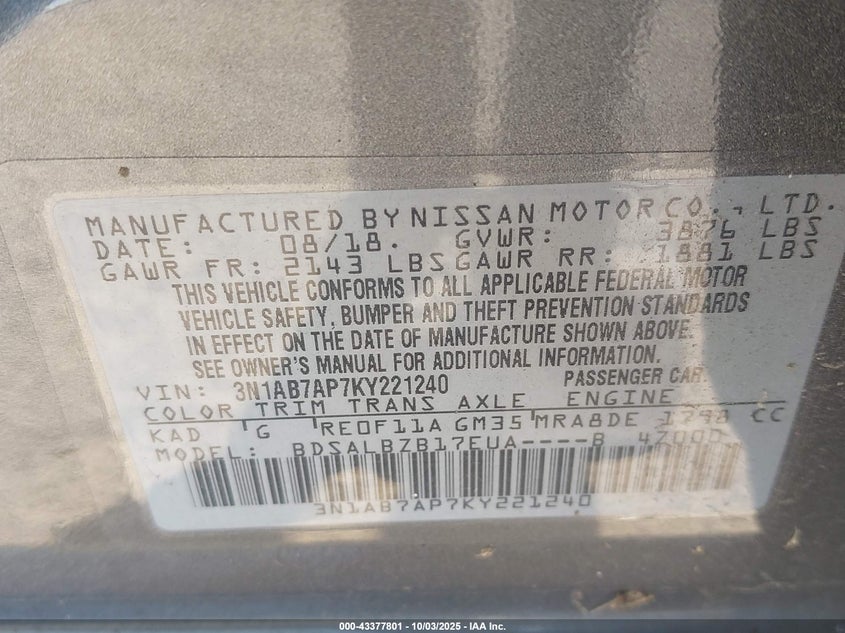 MANUFACTURED BY NISSAN MOTOR CO., LTD.
DATE: 08/18. GVWR: 3876 LBS
GAWR FR: 2143 LBS GAWR RR: 1881 LBS
THIS VEHICLE CONFORMS TO ALL APPLICABLE FEDERAL MOTOR
VEHICLE SAFETY, BUMPER AND THEFT PREVENTION STANDARDS
IN EFFECT ON THE DATE OF MANUFACTURE SHOWN ABOVE.
SEE OWNER'S MANUAL FOR ADDITIONAL INFORMATION.
VIN: 3N1AB7AP7KY221240 PASSENGER CAR
COLOR TRIM TRANS AXLE ENGINE
KAD G RE0F11A GM35 MRA8DE 1798 CC
MODEL: BDSALBZB17EUA----B
3N1AB7AP7KY221240
000-43377801 - 10/03/2025 - IAA Inc.